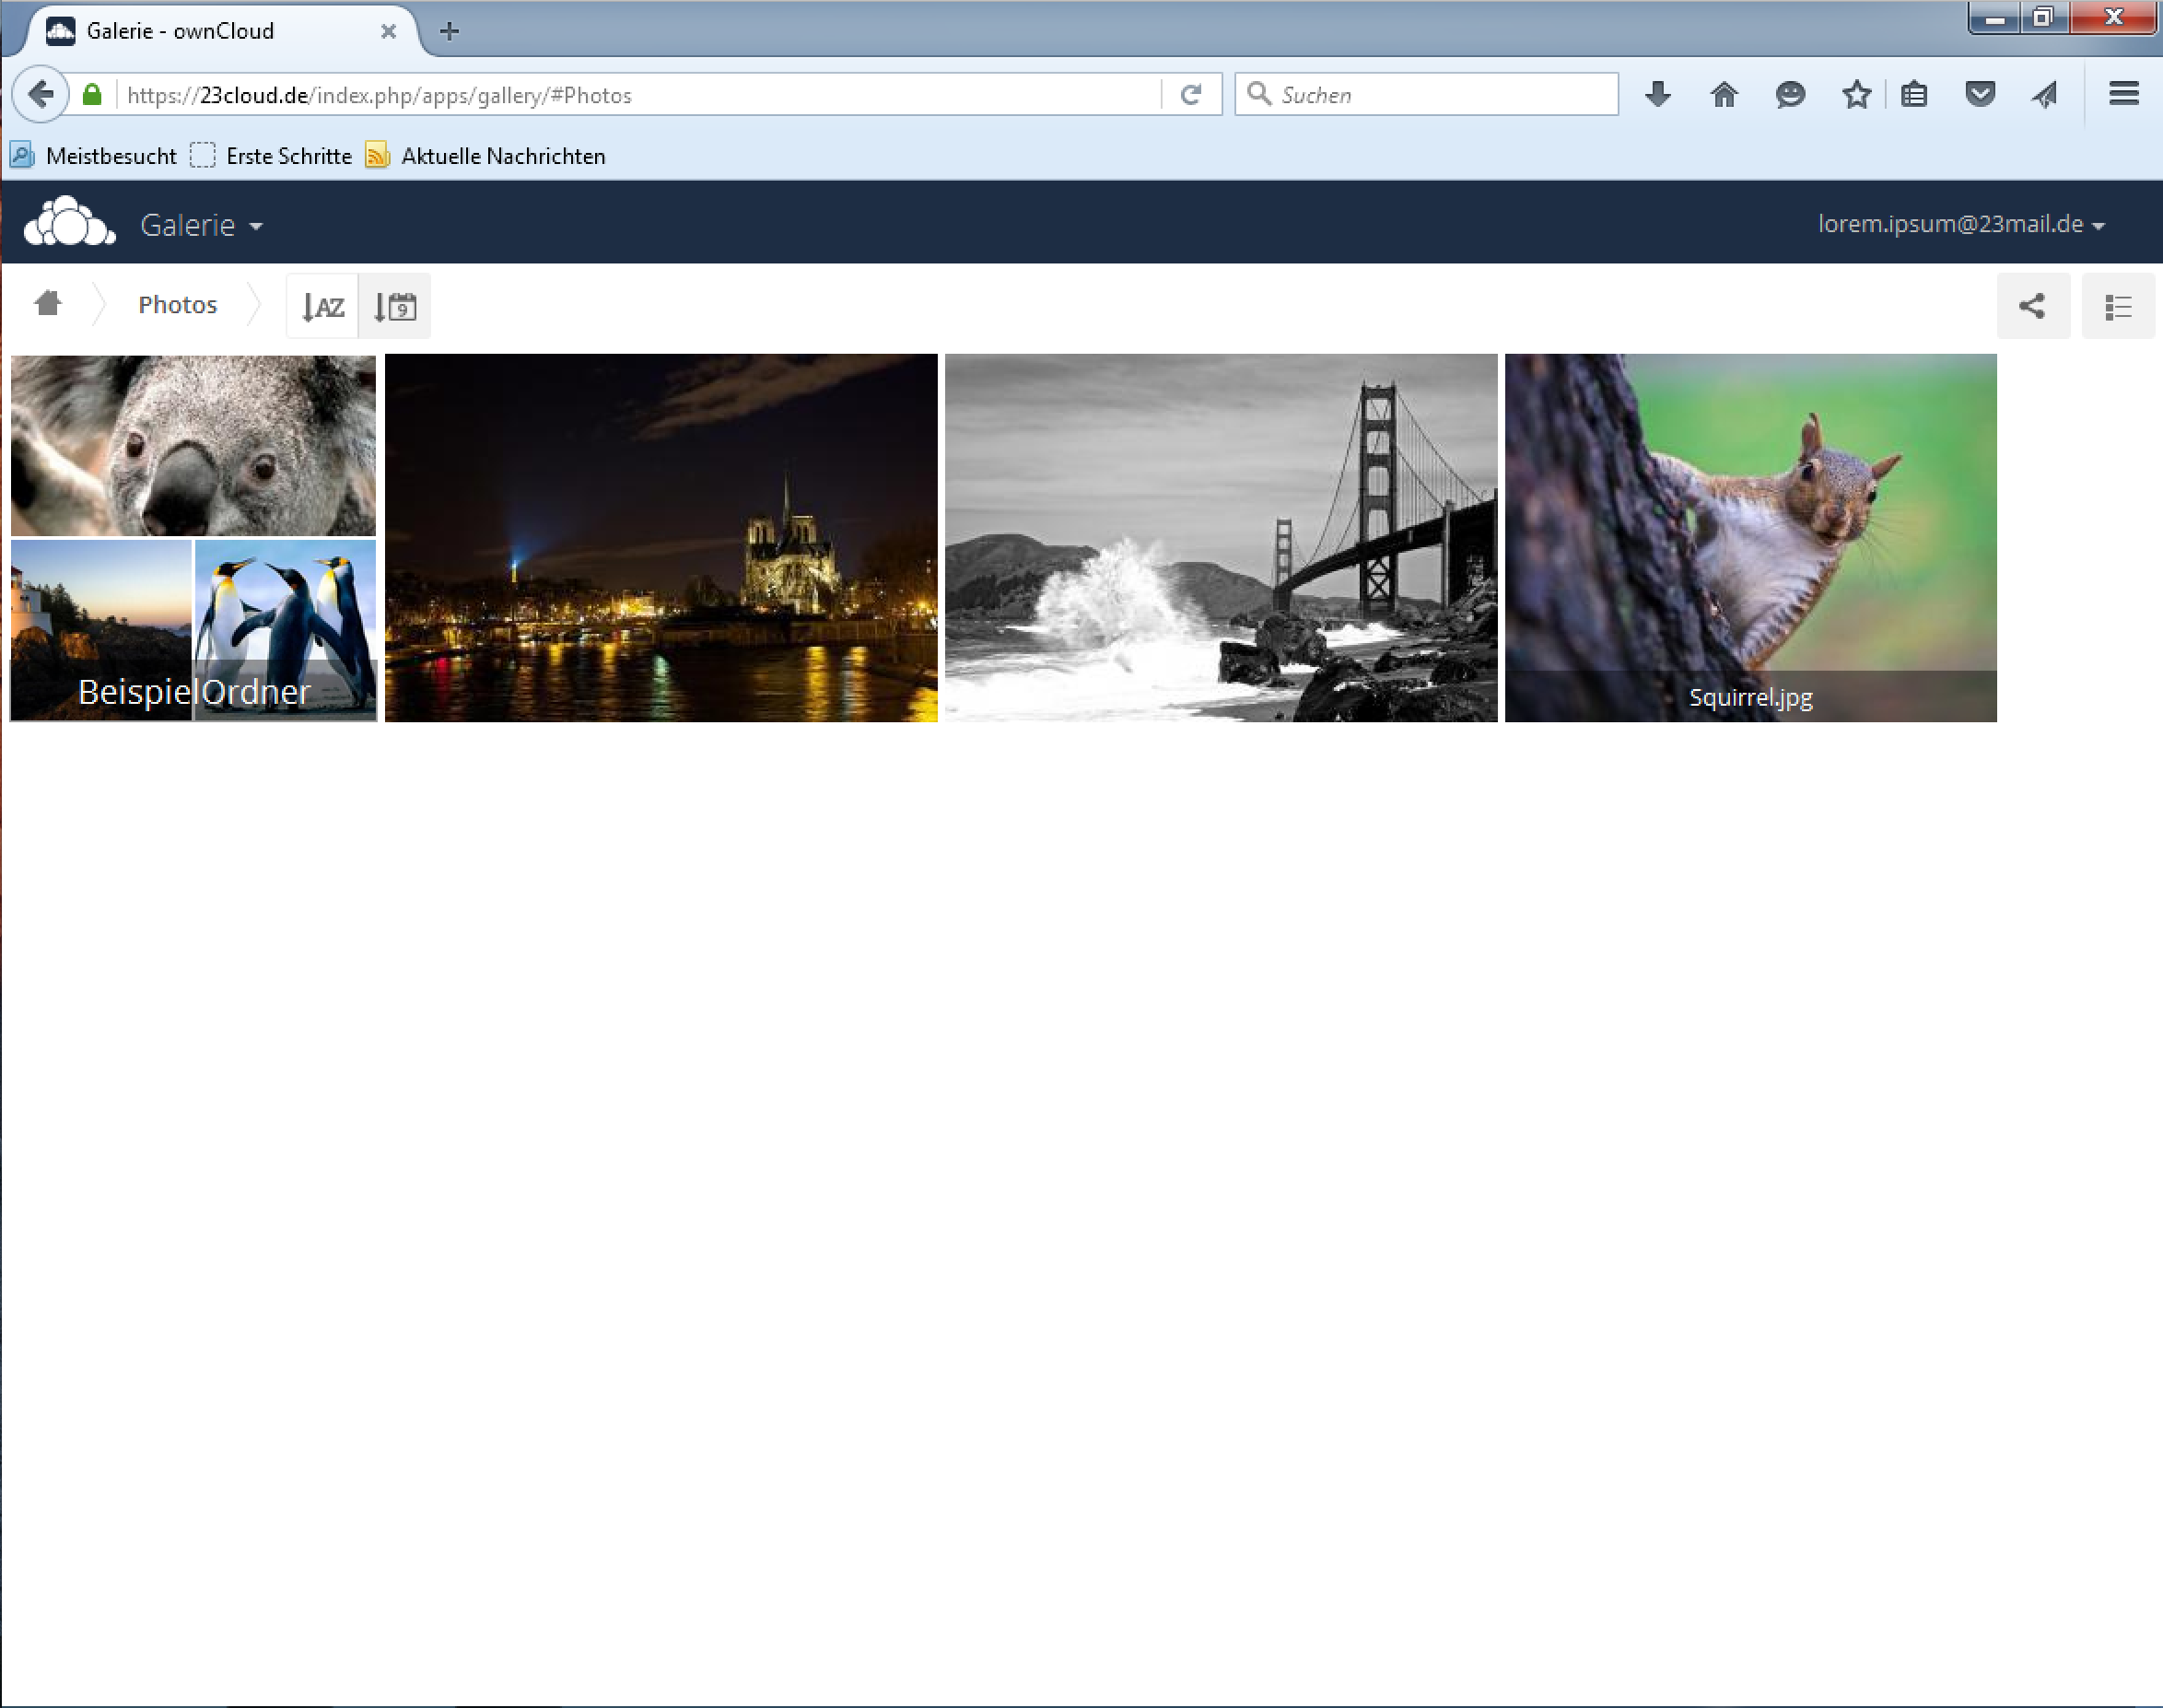 Galerie - ownCloud
https://23cloud.de/index.php/apps/gallery/#Photos
Suchen
Meistbesucht Erste Schritte Aktuelle Nachrichten
Galerie
lorem.ipsum@23mail.de
Photos
AZ
9
BeispielOrdner
Squirrel.jpg